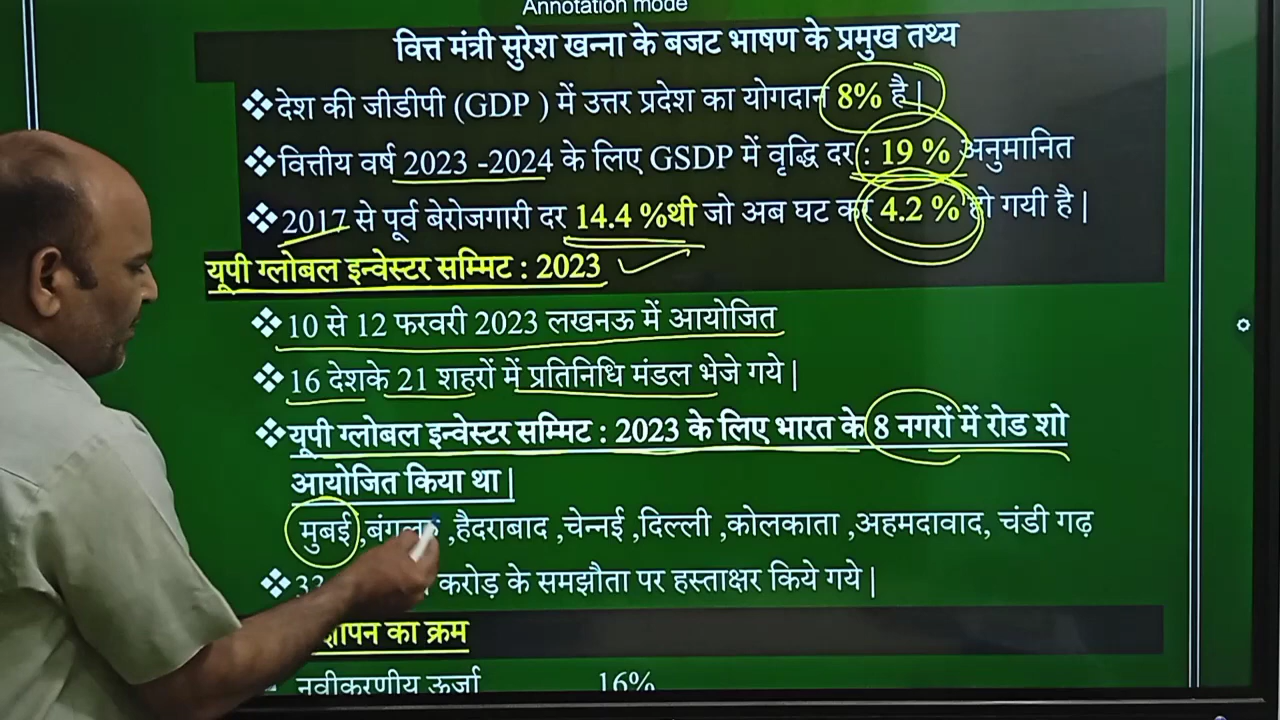 Annotation mode
वित्त मंत्री सुरेश खन्ना के बजट भाषण के प्रमुख तथ्य
❖देश की जीडीपी (GDP ) में उत्तर प्रदेश का योगदान 8% है |
❖वित्तीय वर्ष 2023 -2024 के लिए GSDP में वृद्धि दर : 19 % अनुमानित
❖2017 से पूर्व बेरोजगारी दर 14.4 %थी जो अब घट कर 4.2 % हो गयी है |
यूपी ग्लोबल इन्वेस्टर सम्मिट : 2023
❖10 से 12 फरवरी 2023 लखनऊ में आयोजित
❖16 देशके 21 शहरों में प्रतिनिधि मंडल भेजे गये |
❖यूपी ग्लोबल इन्वेस्टर सम्मिट : 2023 के लिए भारत के 8 नगरों में रोड शो
आयोजित किया था |
मुबई ,हैदराबाद ,चेन्नई ,दिल्ली ,कोलकाता ,अहमदावाद, चंडी गढ़
❖ करोड़ के समझौता पर हस्ताक्षर किये गये |
का क्रम
नवीकरणीय ऊर्जा 16%